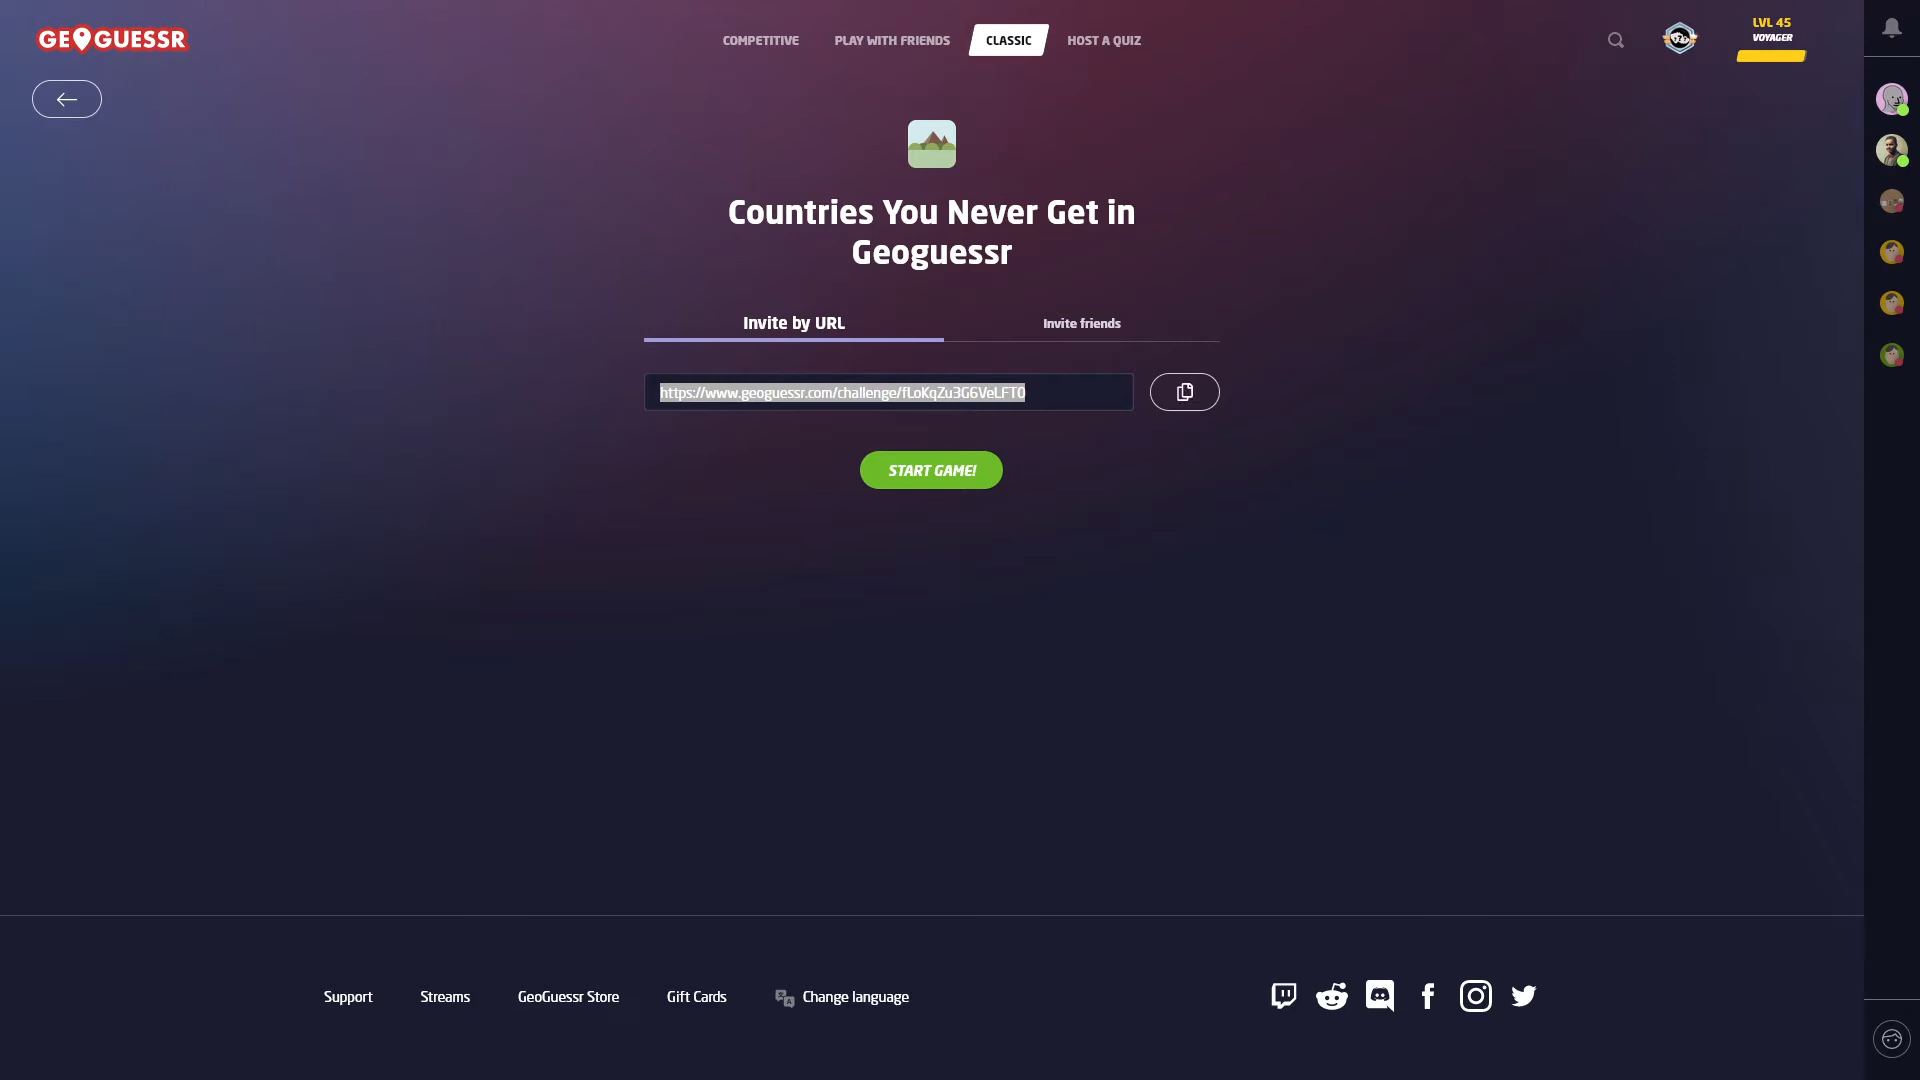 GEOGUESSR
COMPETITIVE
PLAY WITH FRIENDS
CLASSIC
HOST A QUIZ
LVL 45
VOYAGER
Countries You Never Get in
Geoguessr
Invite by URL
Invite friends
https://www.geoguessr.com/challenge/fLoKqZu3G6VeLFT0
START GAME!
Support
Streams
GeoGuessr Store
Gift Cards
Change language